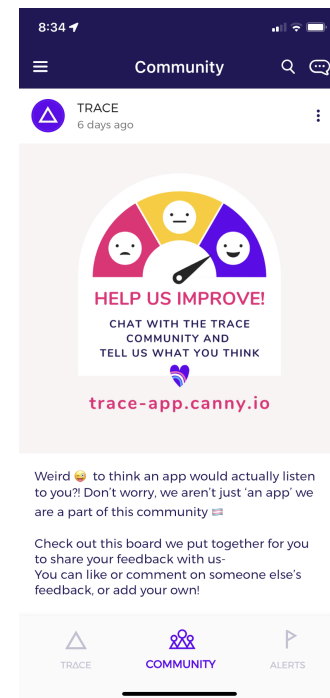 8:34
Community
TRACE
6 days ago
HELP US IMPROVE!
CHAT WITH THE TRACE
COMMUNITY AND
TELL US WHAT YOU THINK
trace-app.canny.io
Weird 😜 to think an app would actually listen
to you?! Don't worry, we aren't just 'an app' we
are a part of this community
Check out this board we put together for you
to share your feedback with us-
You can like or comment on someone else's
feedback, or add your own!
TRΔCE
COMMUNITY
ALERTS